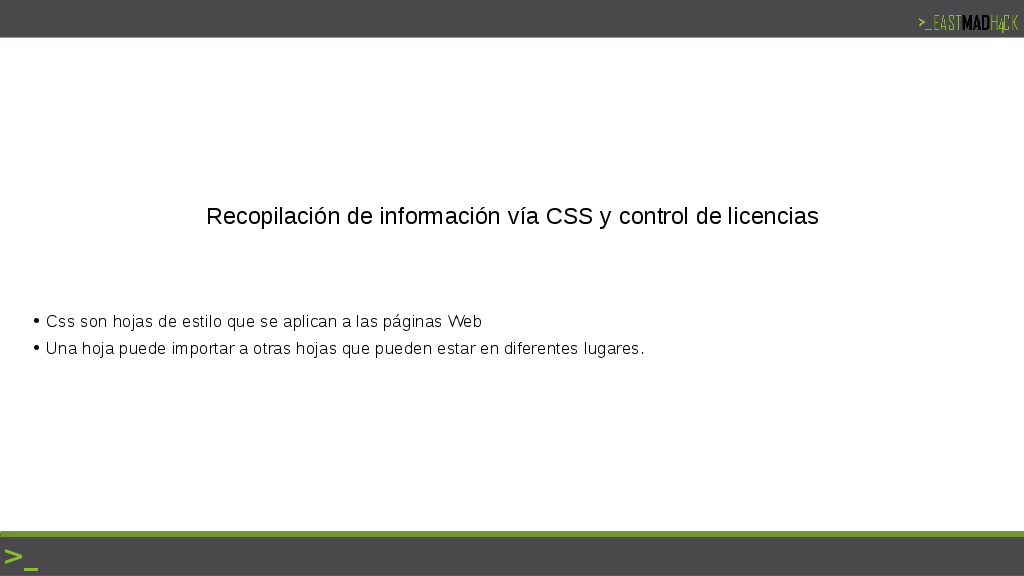 >_EASTMADH4CK
Recopilación de información vía CSS y control de licencias
• Css son hojas de estilo que se aplican a las páginas Web
• Una hoja puede importar a otras hojas que pueden estar en diferentes lugares.
>_